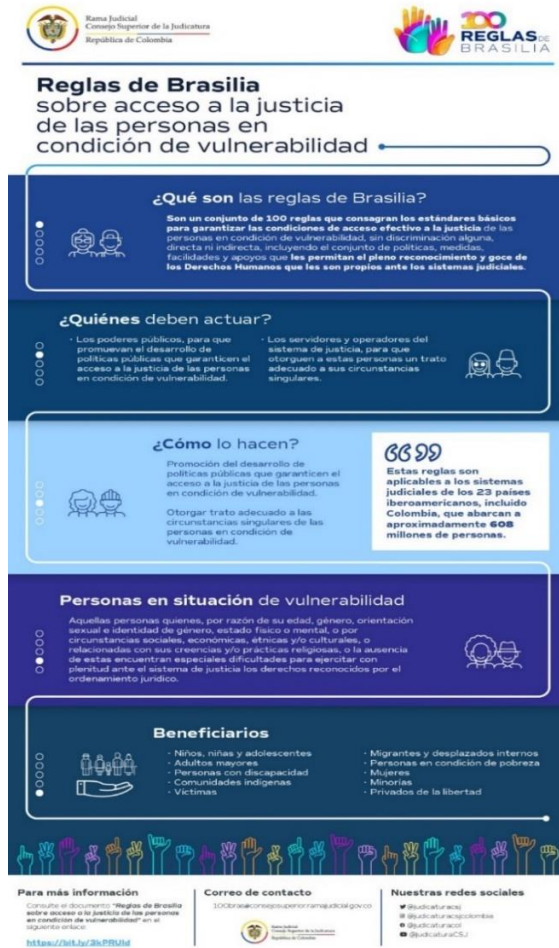 Rama Judicial
Consejo Superior de la Judicatura
República de Colombia
100
REGLAS DE
BRASILIA
Reglas de Brasilia
sobre acceso a la justicia
de las personas en
condición de vulnerabilidad
¿Qué son las reglas de Brasilia?
Son un conjunto de 100 reglas que consagran los estándares básicos
para garantizar las condiciones de acceso efectivo a la justicia de las
personas en condición de vulnerabilidad, sin discriminación alguna,
directa ni indirecta, incluyendo el conjunto de políticas, medidas,
facilidades y apoyos que les permitan el pleno reconocimiento y goce de
los Derechos Humanos que les son propios ante los sistemas judiciales.
¿Quiénes deben actuar?
· Los poderes públicos, para que
promuevan el desarrollo de
políticas públicas que garanticen el
acceso a la justicia de las personas
en condición de vulnerabilidad.
· Los servidores y operadores del
sistema de justicia, para que
otorguen a estas personas un trato
adecuado a sus circunstancias
singulares.
¿Cómo lo hacen?
Promoción del desarrollo de
políticas públicas que garanticen el
acceso a la justicia de las personas
en condición de vulnerabilidad.
Otorgar trato adecuado a las
circunstancias singulares de las
personas en condición de
vulnerabilidad.
Estas reglas son
aplicables a los sistemas
judiciales de los 23 países
iberoamericanos, incluido
Colombia, que abarcan a
aproximadamente 608
millones de personas.
Personas en situación de vulnerabilidad
Aquellas personas quienes, por razón de su edad, género, orientación
sexual e identidad de género, estado físico o mental, o por
circunstancias sociales, económicas, étnicas y/o culturales, o
relacionadas con sus creencias y/o prácticas religiosas, o la ausencia
de estas encuentran especiales dificultades para ejercitar con
plenitud ante el sistema de justicia los derechos reconocidos por el
ordenamiento jurídico.
Beneficiarios
· Niños, niñas y adolescentes
· Adultos mayores
· Personas con discapacidad
· Comunidades indígenas
· Víctimas
· Migrantes y desplazados internos
· Personas en condición de pobreza
· Mujeres
· Minorías
· Privados de la libertad
Para más información
Consulte el documento "Reglas de Brasilia
sobre acceso a la justicia de las personas
en condición de vulnerabilidad" en el
siguiente enlace:
https://bit.ly/3kPRUld
Correo de contacto
Rama Judicial
Consejo Superior de la Judicatura
República de Colombia
Nuestras redes sociales
@judicaturacsj
@judicaturacsjcolombia
@judicaturacol
@judicaturaCSJ